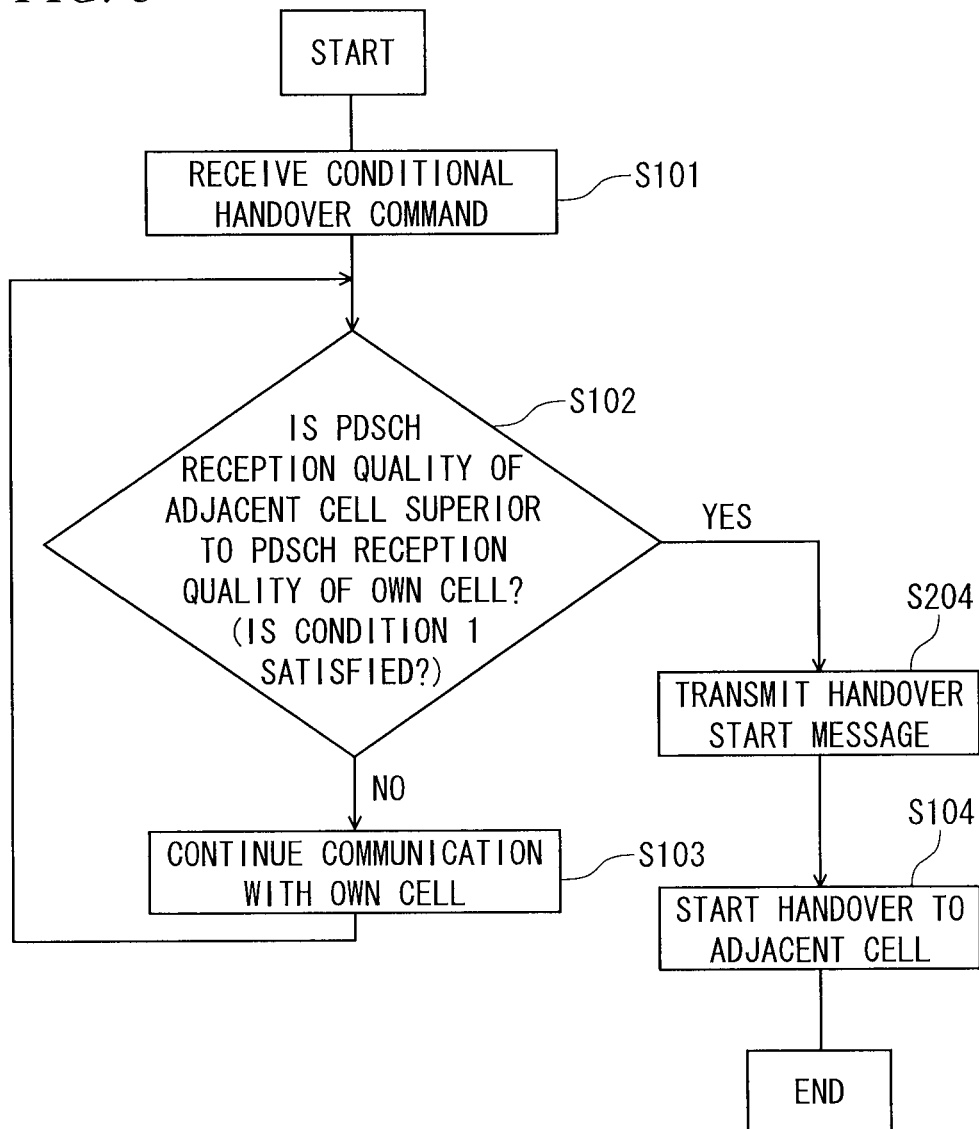 START
RECEIVE CONDITIONAL
HANDOVER COMMAND
S101
IS PDSCH
RECEPTION QUALITY OF
ADJACENT CELL SUPERIOR
TO PDSCH RECEPTION
QUALITY OF OWN CELL?
(IS CONDITION 1
SATISFIED?)
S102
YES
NO
S204
TRANSMIT HANDOVER
START MESSAGE
CONTINUE COMMUNICATION
WITH OWN CELL
S103
S104
START HANDOVER TO
ADJACENT CELL
END